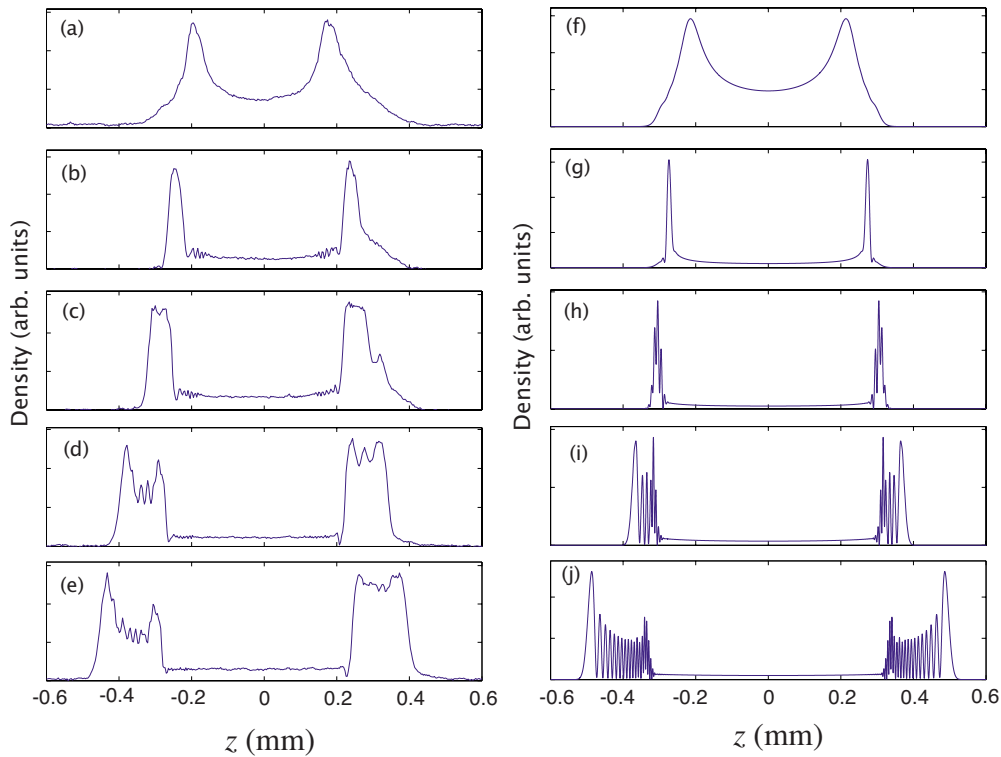 (a)
(b)
(c)
(d)
(e)
Density (arb. units)
-0.6 -0.4 -0.2 0 0.2 0.4 0.6
z (mm)
(f)
(g)
(h)
(i)
(j)
Density (arb. units)
-0.6 -0.4 -0.2 0 0.2 0.4 0.6
z (mm)